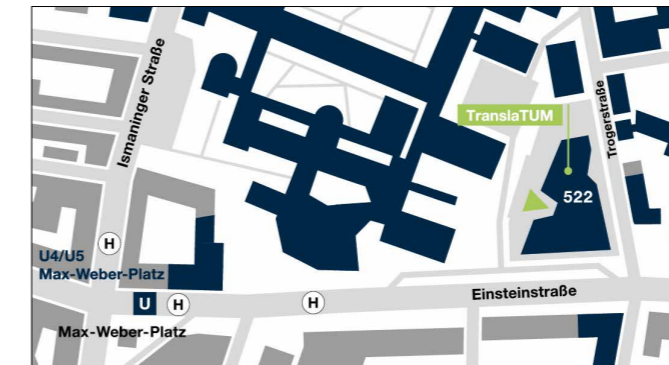 Ismaninger Straße
TranslaTUM
Trogerstraße
522
H
U4/U5
Max-Weber-Platz
U
H
H
Einsteinstraße
Max-Weber-Platz